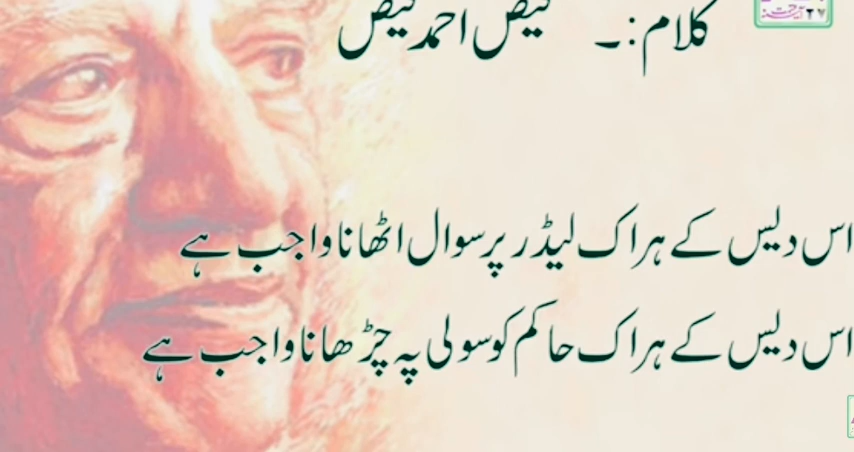 کلام:۔ فیض احمد فیض
۲۷
اس دیس کے ہر اک لیڈر پر سوال اٹھانا واجب ہے
اس دیس کے ہر اک حاکم کو سولی پہ چڑھانا واجب ہے